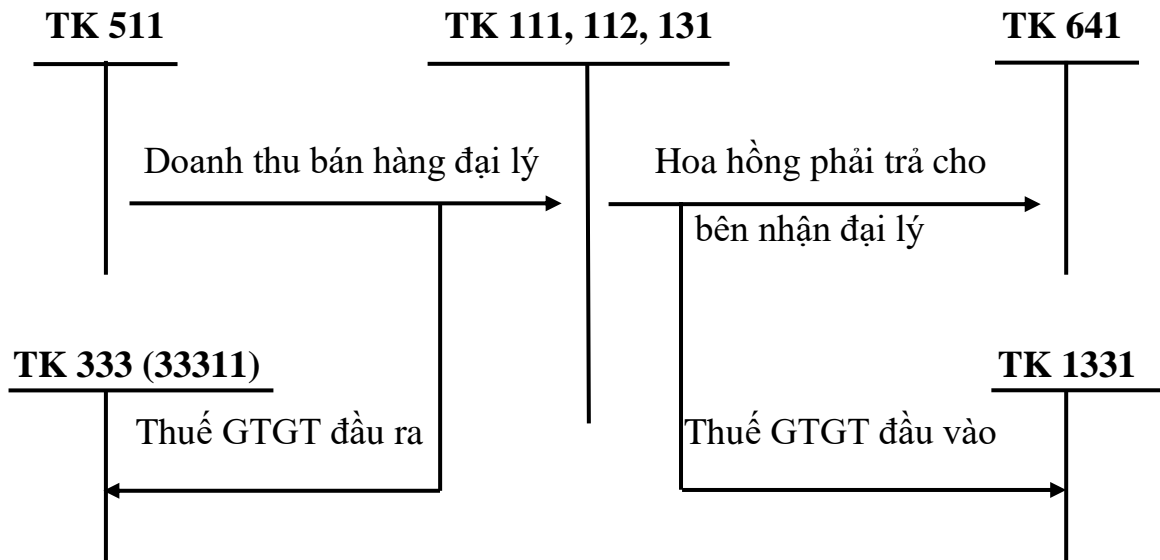 TK 511
TK 111, 112, 131
TK 641
Doanh thu bán hàng đại lý
Hoa hồng phải trả cho
bên nhận đại lý
TK 333 (33311)
TK 1331
Thuế GTGT đầu ra
Thuế GTGT đầu vào